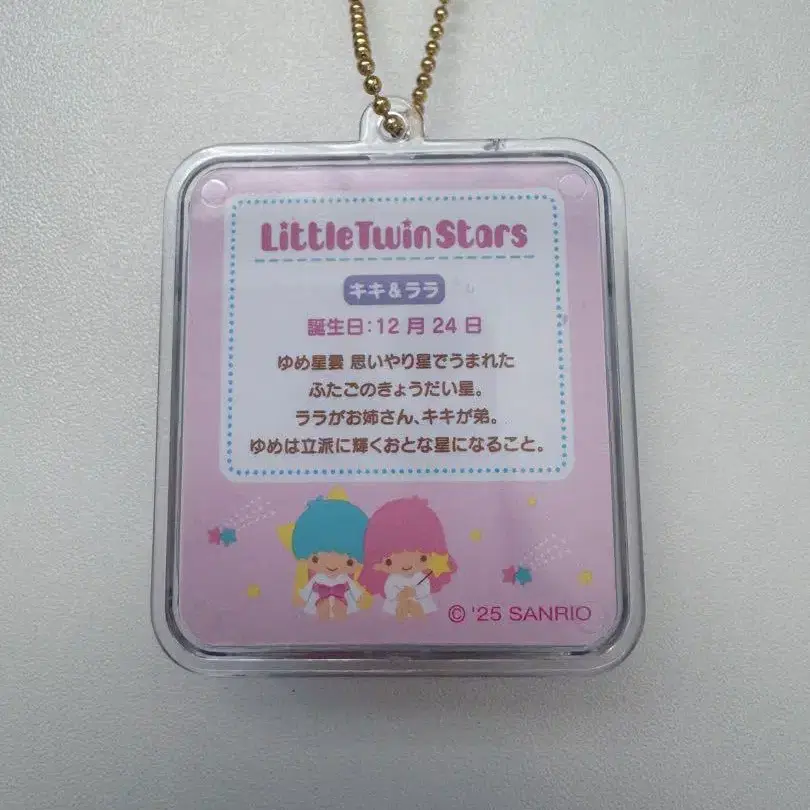 Little Twin Stars
キキ&ララ
誕生日:12月24日
ゆめ星雲 思いやり星でうまれた
ふたごのきょうだい星。
ララがお姉さん、キキが弟。
ゆめは立派に輝くおとな星になること。
© '25 SANRIO